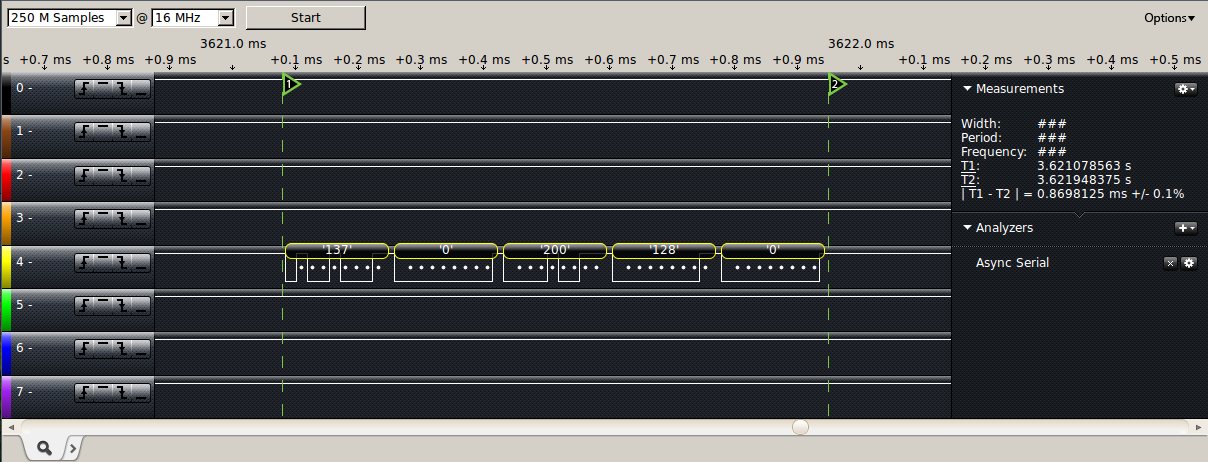 250 M Samples @ 16 MHz Start Options
3621.0 ms 3622.0 ms
s +0.7 ms +0.8 ms +0.9 ms +0.1 ms +0.2 ms +0.3 ms +0.4 ms +0.5 ms +0.6 ms +0.7 ms +0.8 ms +0.9 ms +0.1 ms +0.2 ms +0.3 ms +0.4 ms +0.5 ms
0 - 1 2
1 -
2 -
3 -
4 - '137' '0' '200' '128' '0'
5 -
6 -
7 -
Measurements
Width: ###
Period: ###
Frequency: ###
T1: 3.621078563 s
T2: 3.621948375 s
| T1 - T2 | = 0.8698125 ms +/- 0.1%
Analyzers
Async Serial